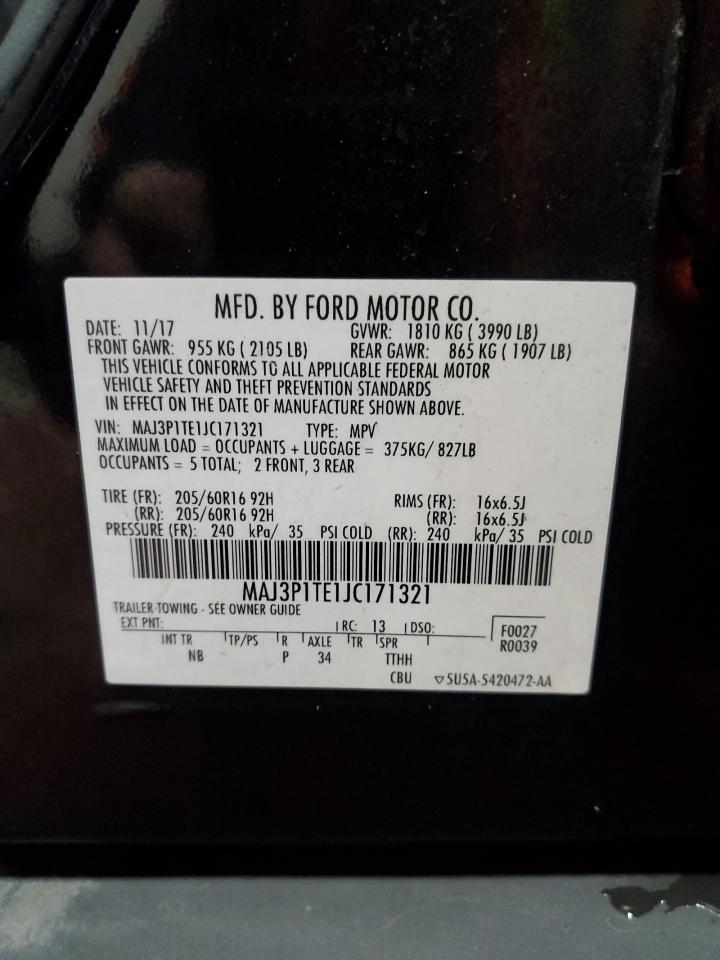 MFD. BY FORD MOTOR CO.
DATE: 11/17 GVWR: 1810 KG ( 3990 LB)
FRONT GAWR: 955 KG ( 2105 LB) REAR GAWR: 865 KG ( 1907 LB)
THIS VEHICLE CONFORMS TO ALL APPLICABLE FEDERAL MOTOR
VEHICLE SAFETY AND THEFT PREVENTION STANDARDS
IN EFFECT ON THE DATE OF MANUFACTURE SHOWN ABOVE.
VIN: MAJ3P1TE1JC171321 TYPE: MPV
MAXIMUM LOAD = OCCUPANTS + LUGGAGE = 375KG/ 827LB
OCCUPANTS = 5 TOTAL; 2 FRONT, 3 REAR
TIRE (FR): 205/60R16 92H RIMS (FR): 16x6.5J
(RR): 205/60R16 92H (RR): 16x6.5J
PRESSURE (FR): 240 kPa/ 35 PSI COLD (RR): 240 kPa/ 35 PSI COLD
MAJ3P1TE1JC171321
TRAILER TOWING - SEE OWNER GUIDE
EXT PNT: RC: 13 DSO: F0027
INT TR TP/PS R AXLE TR SPR R0039
NB P 34 TTHH
CBU ▽5U5A-5420472-AA